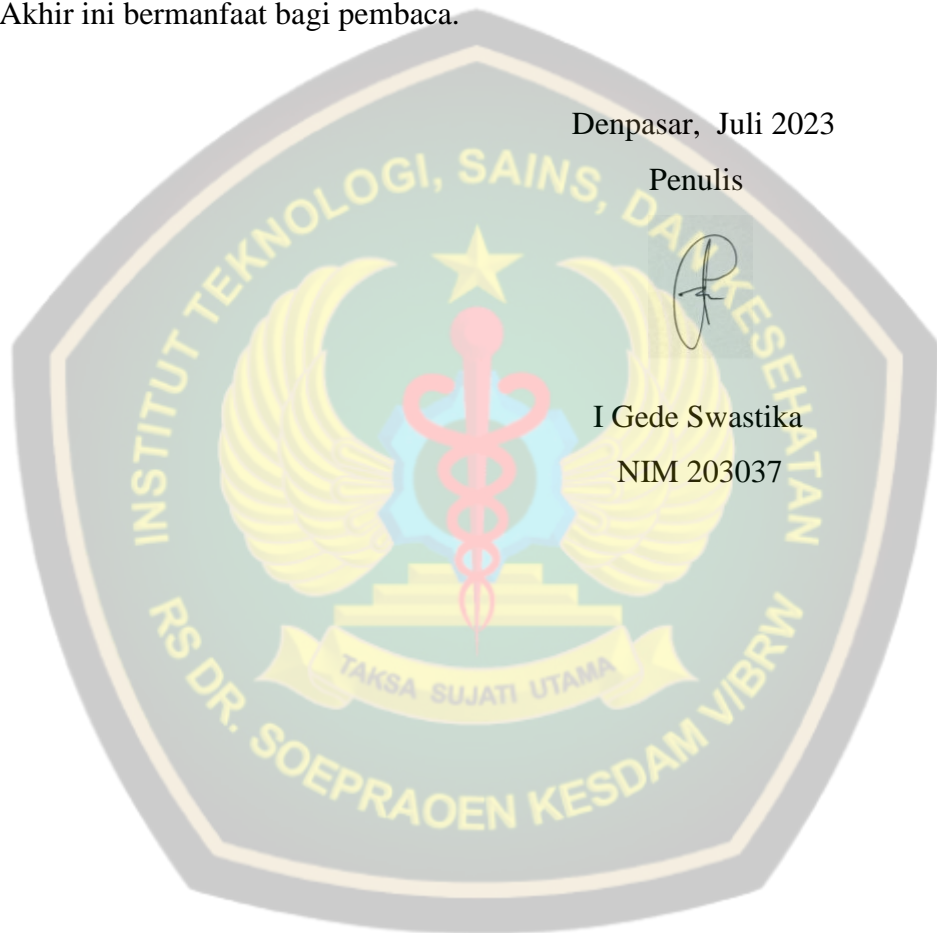 Akhir ini bermanfaat bagi pembaca.
Denpasar, Juli 2023
Penulis
I Gede Swastika
NIM 203037
INSTITUT TEKNOLOGI, SAINS, DAN KESEHATAN
TAKSA SUJATI UTAMA
RS DR. SOEPRAOEN KESDAM V/BRW